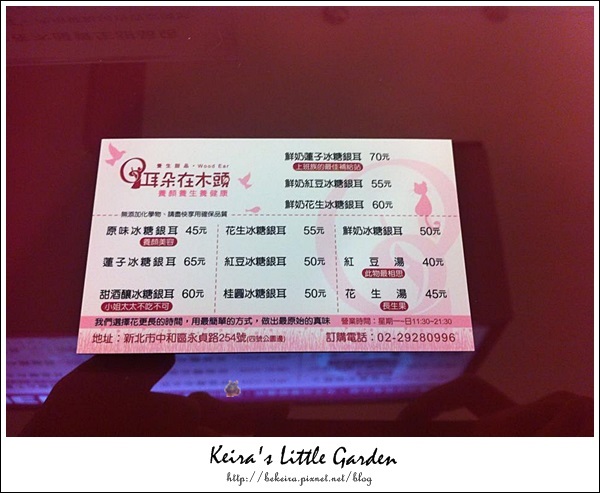 養生甜品・Wood Ear
耳朵在木頭
養顏養生養健康
無添加化學物，請盡快享用確保品質
鮮奶蓮子冰糖銀耳 70元
上班族的最佳補給站
鮮奶紅豆冰糖銀耳 55元
鮮奶花生冰糖銀耳 60元
原味冰糖銀耳 45元 花生冰糖銀耳 55元 鮮奶冰糖銀耳 50元
養顏美容
蓮子冰糖銀耳 65元 紅豆冰糖銀耳 50元 紅豆湯 40元
此物最相思
甜酒釀冰糖銀耳 60元 桂圓冰糖銀耳 50元 花生湯 45元
小姐太太不吃不可 長生果
我們選擇花更長的時間，用最簡單的方式，做出最原始的真味 營業時間：星期一~日11:30-21:30
地址：新北市中和區永貞路254號(四號公園邊) 訂購電話：02-29280996
Keira's Little Garden
http://bekeira.pixnet.net/blog